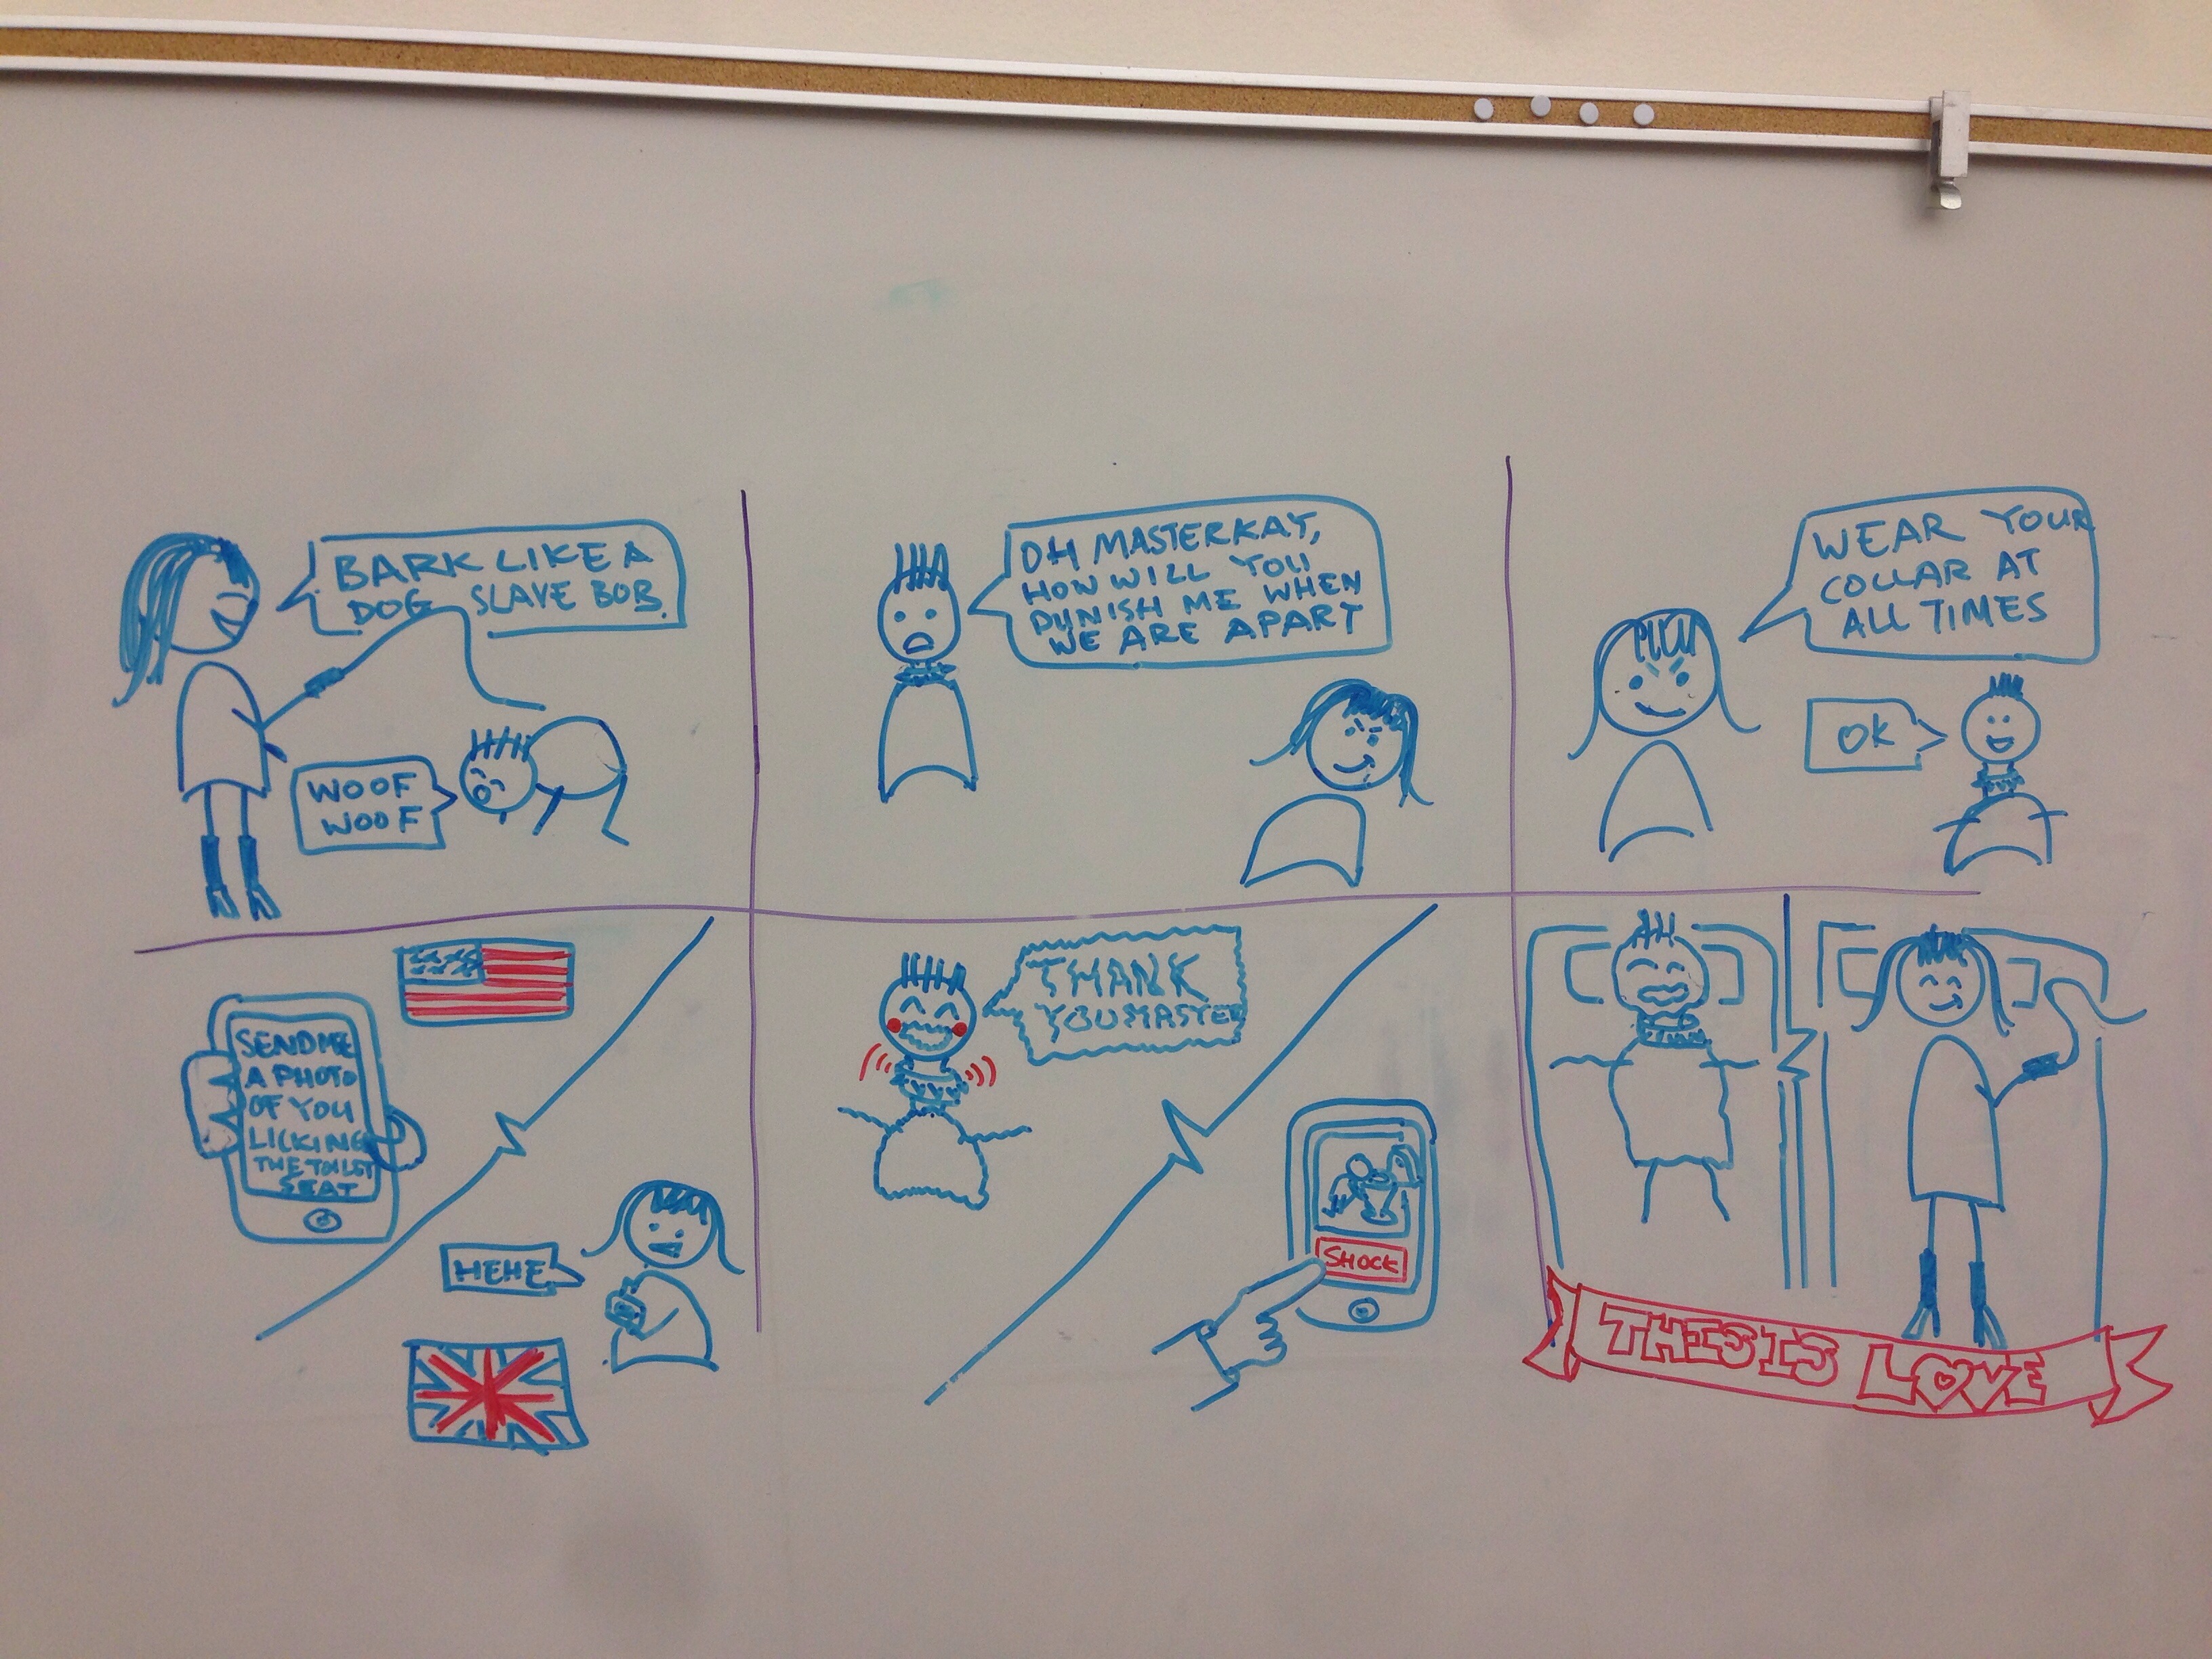 BARK LIKE A
DOG SLAVE BOB.
WOOF
WOOF
OH MASTERKAY,
HOW WILL YOU
PUNISH ME WHEN
WE ARE APART
WEAR YOUR
COLLAR AT
ALL TIMES
OK
SEND ME
A PHOTO
OF YOU
LICKING
THE TOILET
SEAT
HEHE
THANK
YOU MASTER
SHOCK
THIS IS LOVE